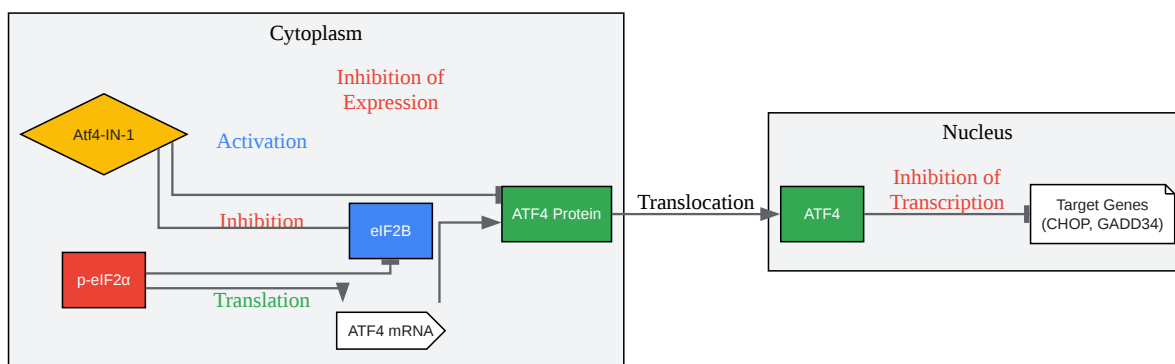 Cytoplasm
Inhibition of
Expression
Atf4-IN-1
Activation
Inhibition
eIF2B
ATF4 Protein
p-eIF2α
Translation
ATF4 mRNA
Translocation
Nucleus
ATF4
Inhibition of
Transcription
Target Genes
(CHOP, GADD34)